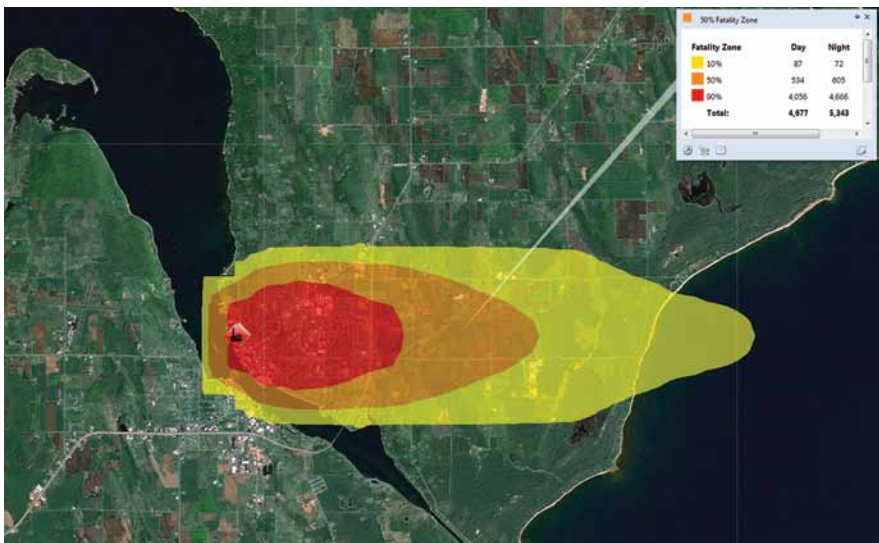 50% Fatality Zone
Fatality Zone Day Night
10% 87 72
50% 534 605
90% 4,056 4,666
Total: 4,677 5,343